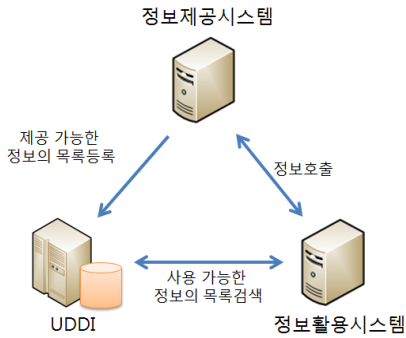 정보제공시스템
제공 가능한
정보의 목록등록
정보호출
사용 가능한
정보의 목록검색
UDDI
정보활용시스템